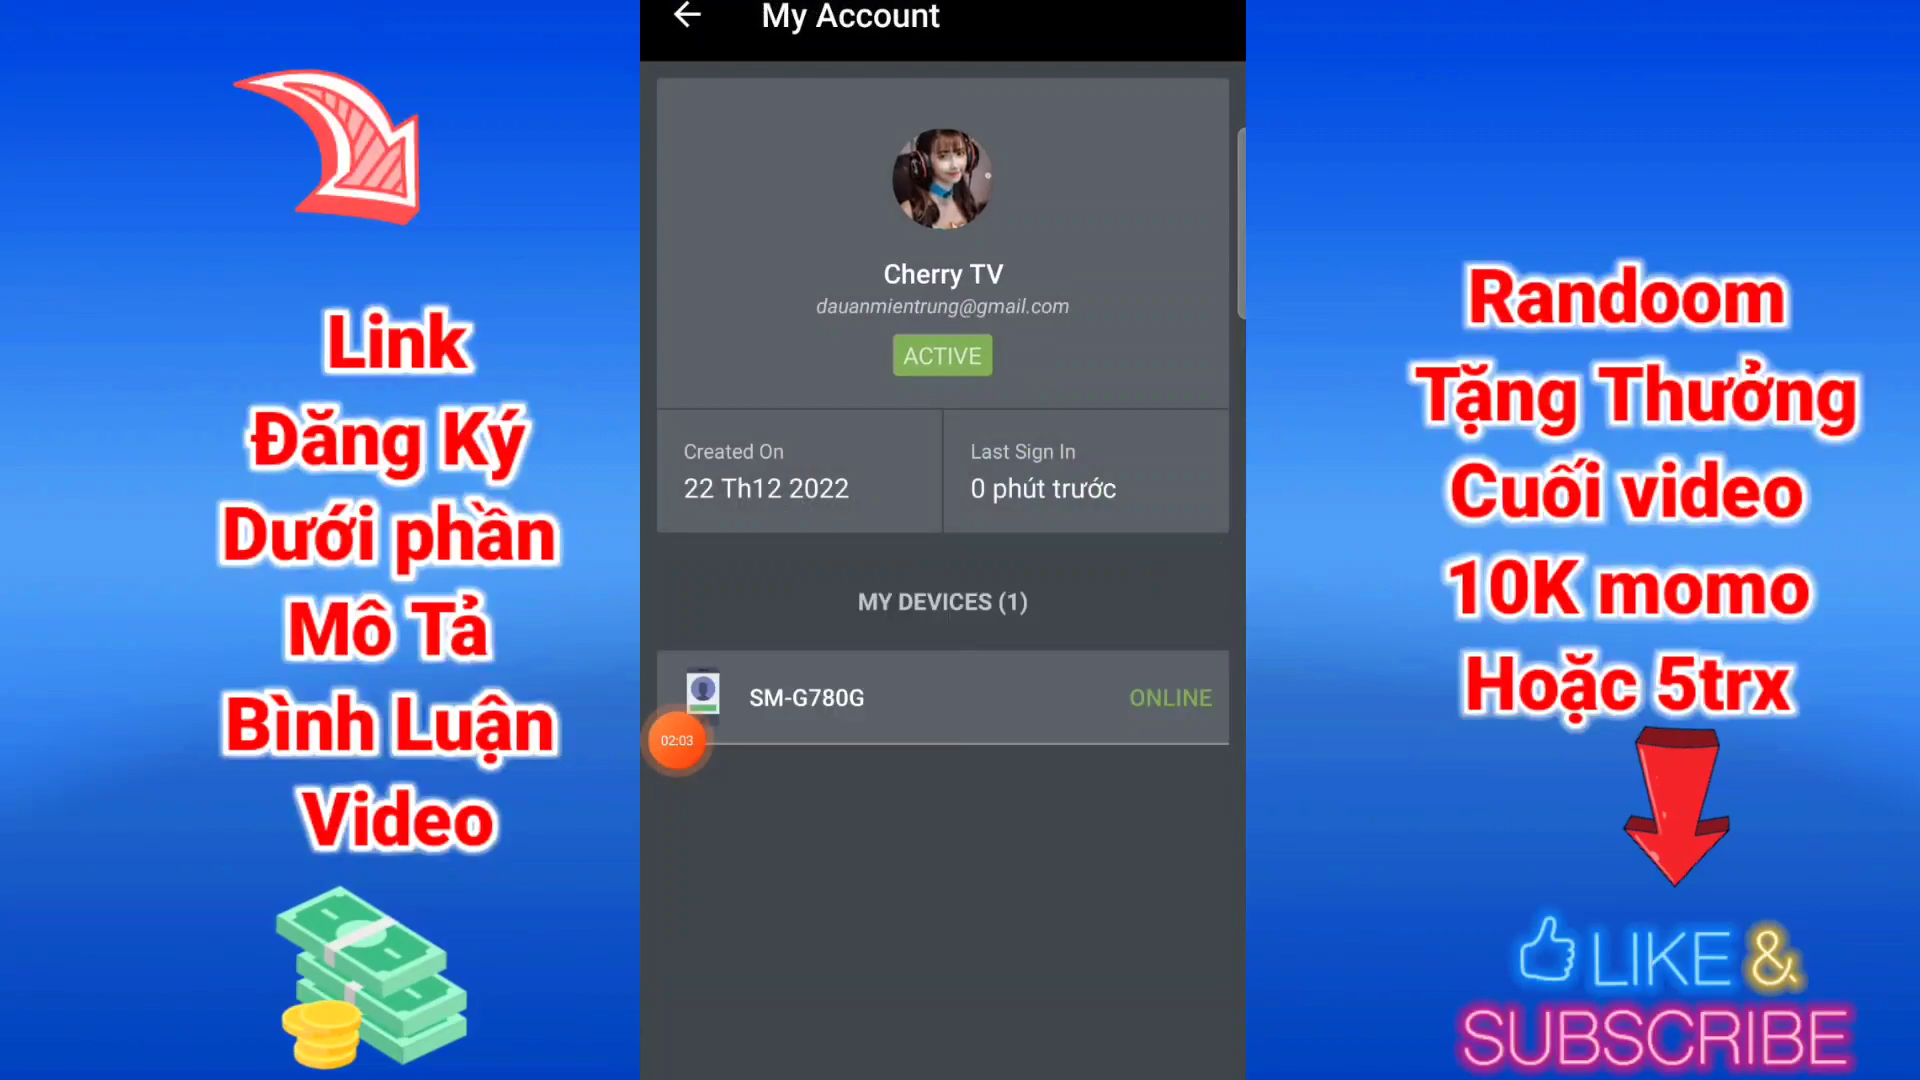 My Account
Cherry TV
dauanmientrung@gmail.com
ACTIVE
Created On
22 Th12 2022
Last Sign In
0 phút trước
MY DEVICES (1)
SM-G780G
ONLINE
02:03
Link
Đăng Ký
Dưới phần
Mô Tả
Bình Luận
Video
Randoom
Tặng Thưởng
Cuối video
10K momo
Hoặc 5trx
LIKE &
SUBSCRIBE